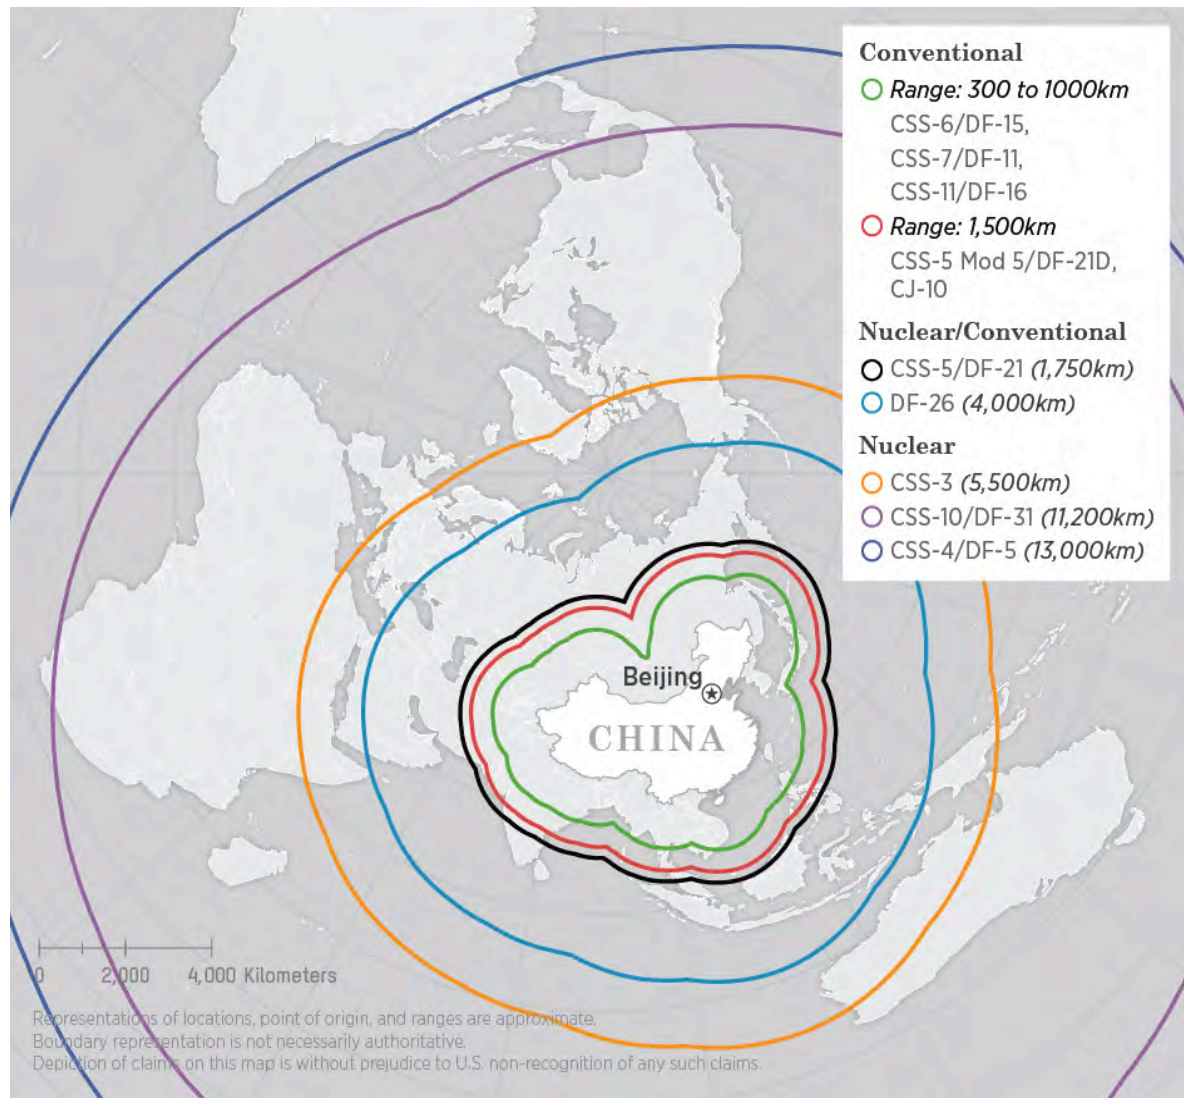 Conventional
Range: 300 to 1000km
CSS-6/DF-15,
CSS-7/DF-11,
CSS-11/DF-16
Range: 1,500km
CSS-5 Mod 5/DF-21D,
CJ-10
Nuclear/Conventional
CSS-5/DF-21 (1,750km)
DF-26 (4,000km)
Nuclear
CSS-3 (5,500km)
CSS-10/DF-31 (11,200km)
CSS-4/DF-5 (13,000km)
Beijing
CHINA
0 2,000 4,000 Kilometers
Representations of locations, point of origin, and ranges are approximate.
Boundary representation is not necessarily authoritative.
Depiction of claims on this map is without prejudice to U.S. non-recognition of any such claims.